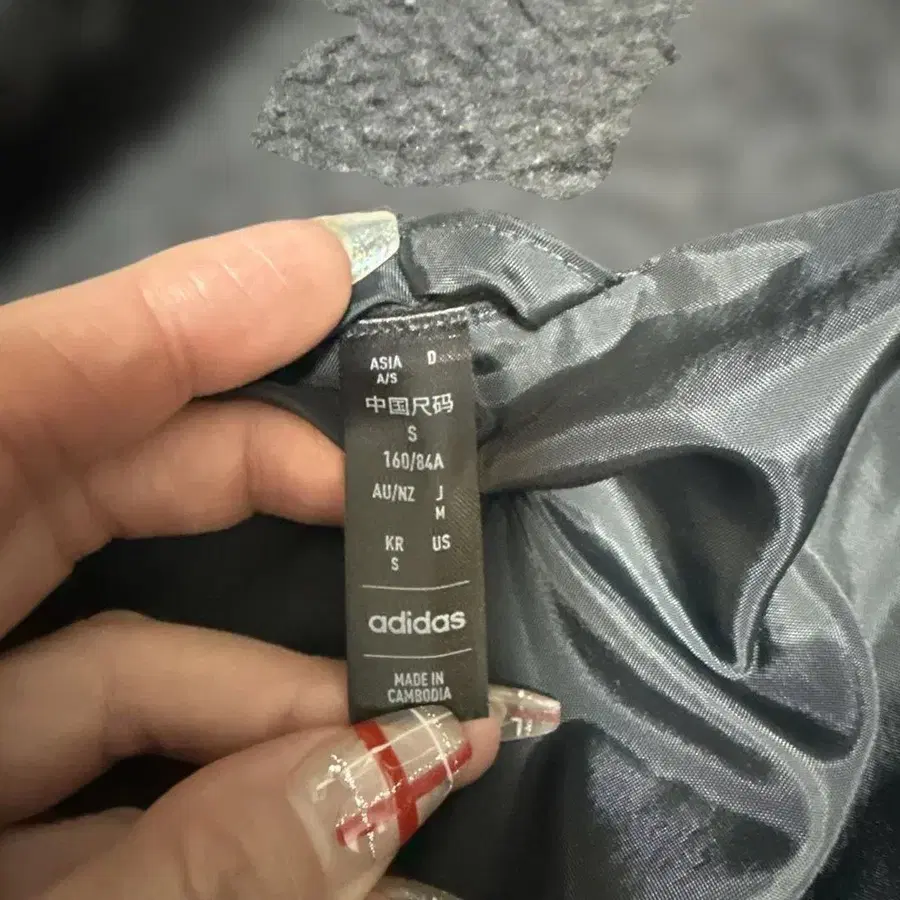 ASIA D
A/S
中国尺码
S
160/84A
AU/NZ J
M
KR US
S
adidas
MADE IN
CAMBODIA